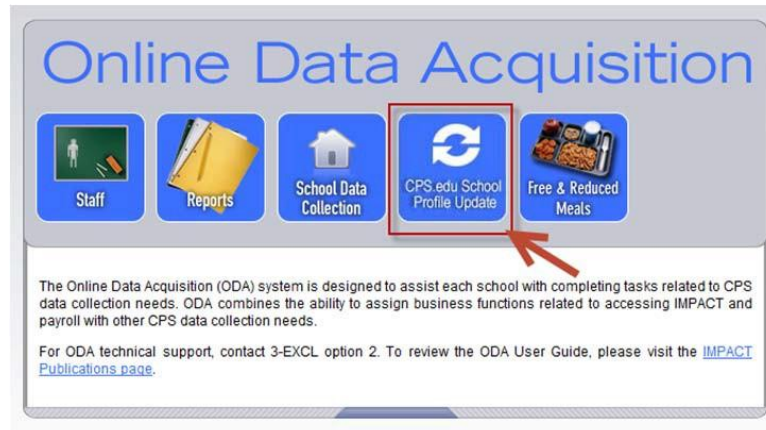 Online Data Acquisition
Staff
Reports
School Data
Collection
CPS.edu School
Profile Update
Free & Reduced
Meals
The Online Data Acquisition (ODA) system is designed to assist each school with completing tasks related to CPS
data collection needs. ODA combines the ability to assign business functions related to accessing IMPACT and
payroll with other CPS data collection needs.
For ODA technical support, contact 3-EXCL option 2. To review the ODA User Guide, please visit the IMPACT
Publications page.